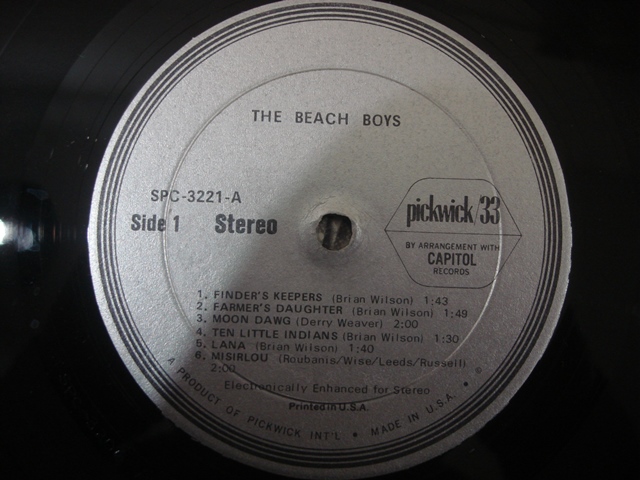 THE BEACH BOYS
SPC-3221-A
Side 1 Stereo
pickwick/33
BY ARRANGEMENT WITH
CAPITOL
RECORDS
1. FINDER'S KEEPERS (Brian Wilson) 1:43
2. FARMER'S DAUGHTER (Brian Wilson) 1:49
3. MOON DAWG (Derry Weaver) 2:00
4. TEN LITTLE INDIANS (Brian Wilson) 1:30
5. LANA (Brian Wilson) 1:40
6. MISIRLOU (Roubanis/Wise/Leeds/Russell)
2:00
Electronically Enhanced for Stereo
Printed in U.S.A.
A PRODUCT OF PICKWICK INT'L • MADE IN U.S.A. • ©